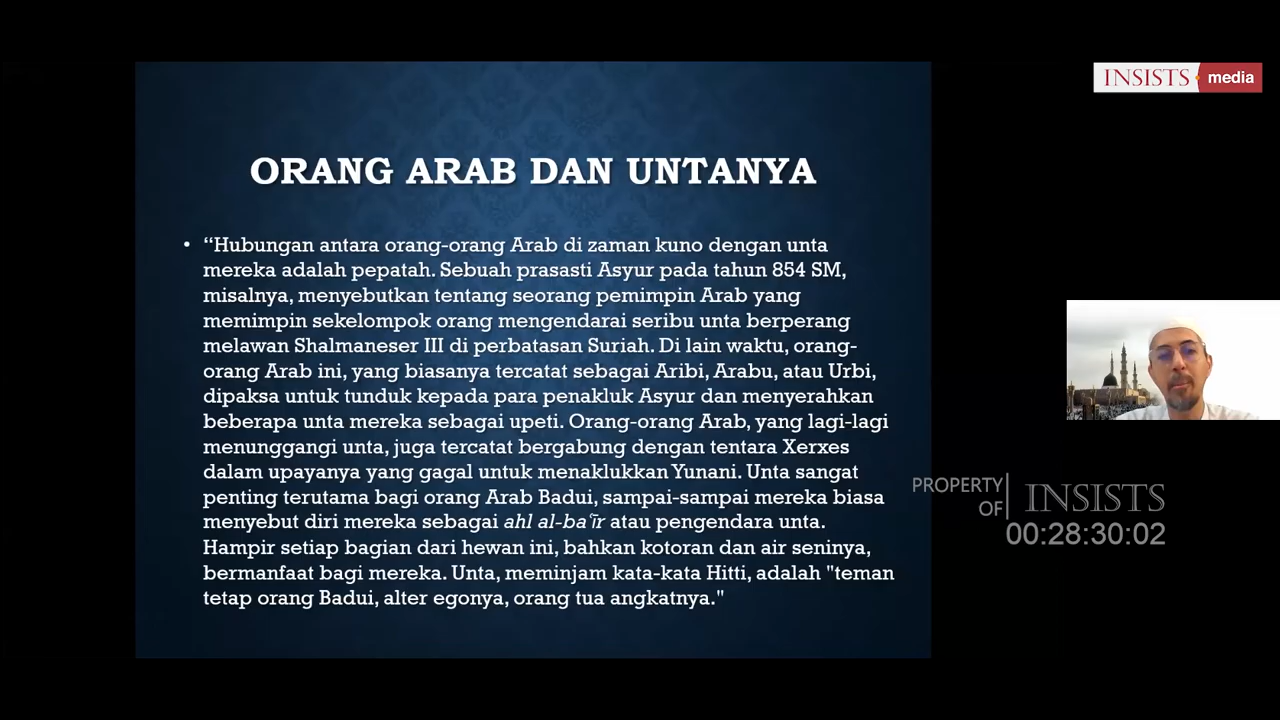 INSISTS media
ORANG ARAB DAN UNTANYA
• “Hubungan antara orang-orang Arab di zaman kuno dengan unta
mereka adalah pepatah. Sebuah prasasti Asyur pada tahun 854 SM,
misalnya, menyebutkan tentang seorang pemimpin Arab yang
memimpin sekelompok orang mengendarai seribu unta berperang
melawan Shalmaneser III di perbatasan Suriah. Di lain waktu, orang-
orang Arab ini, yang biasanya tercatat sebagai Aribi, Arabu, atau Urbi,
dipaksa untuk tunduk kepada para penakluk Asyur dan menyerahkan
beberapa unta mereka sebagai upeti. Orang-orang Arab, yang lagi-lagi
menunggangi unta, juga tercatat bergabung dengan tentara Xerxes
dalam upayanya yang gagal untuk menaklukkan Yunani. Unta sangat
penting terutama bagi orang Arab Badui, sampai-sampai mereka biasa
menyebut diri mereka sebagai ahl al-ba‘īr atau pengendara unta.
Hampir setiap bagian dari hewan ini, bahkan kotoran dan air seninya,
bermanfaat bagi mereka. Unta, meminjam kata-kata Hitti, adalah "teman
tetap orang Badui, alter egonya, orang tua angkatnya."
PROPERTY
OF
INSISTS
00:28:30:02